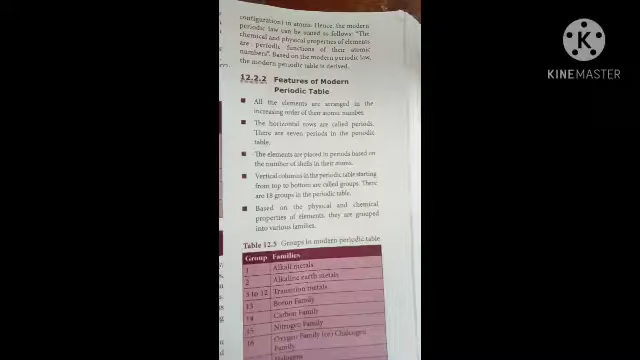 configuration) in atoms. Hence, the modern
periodic law can be stated as follows: "The
chemical and physical properties of elements
are periodic functions of their atomic
numbers". Based on the modern periodic law,
the modern periodic table is derived.
12.2.2 Features of Modern
Periodic Table
■ All the elements are arranged in the
increasing order of their atomic number.
■ The horizontal rows are called periods.
There are seven periods in the periodic
table.
■ The elements are placed in periods based on
the number of shells in their atoms.
■ Vertical columns in the periodic table starting
from top to bottom are called groups. There
are 18 groups in the periodic table.
■ Based on the physical and chemical
properties of elements, they are grouped
into various families.
Table 12.5 Groups in modern periodic table
Group Families
1 Alkali metals
2 Alkaline earth metals
3 to 12 Transition metals
13 Boron Family
14 Carbon Family
15 Nitrogen Family
16 Oxygen Family (or) Chalcogen
Family
Halogens
KINEMASTER